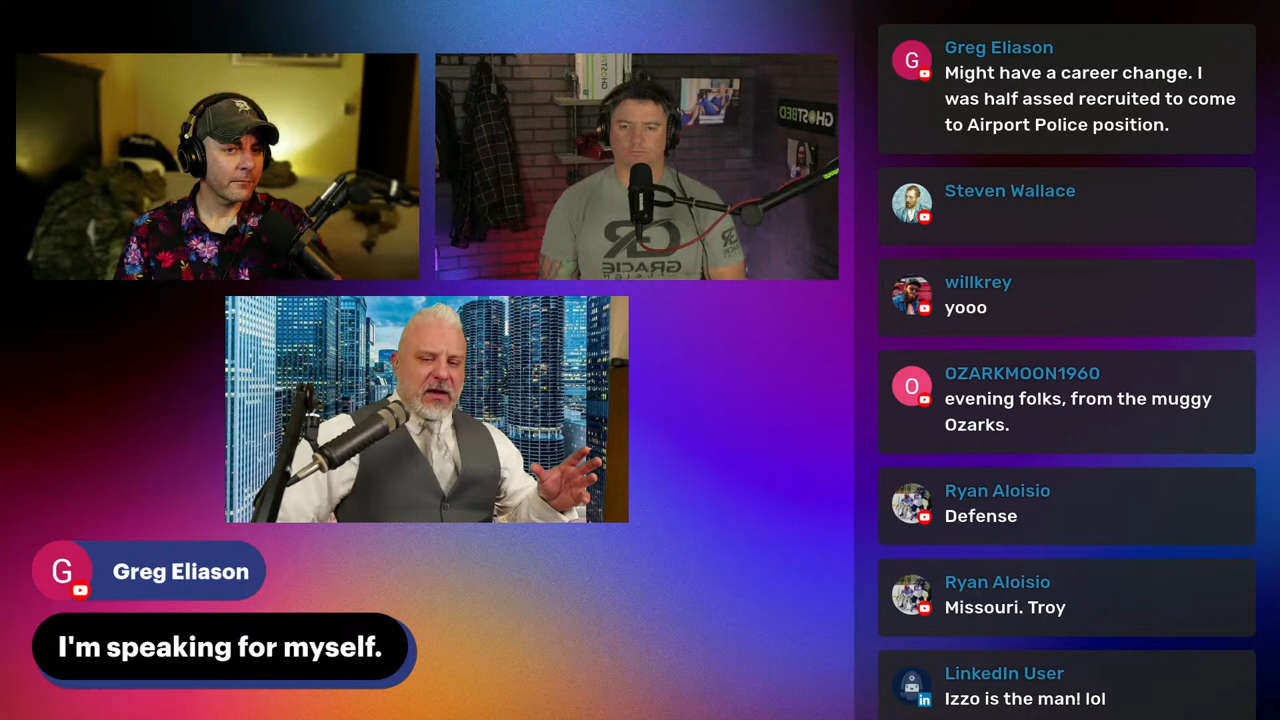 GHOSTBED
GRACIE
Greg Eliason
I'm speaking for myself.
Greg Eliason
Might have a career change. I
was half assed recruited to come
to Airport Police position.
Steven Wallace
willkrey
yooo
OZARKMOON1960
evening folks, from the muggy
Ozarks.
Ryan Aloisio
Defense
Ryan Aloisio
Missouri. Troy
LinkedIn User
Izzo is the man! lol